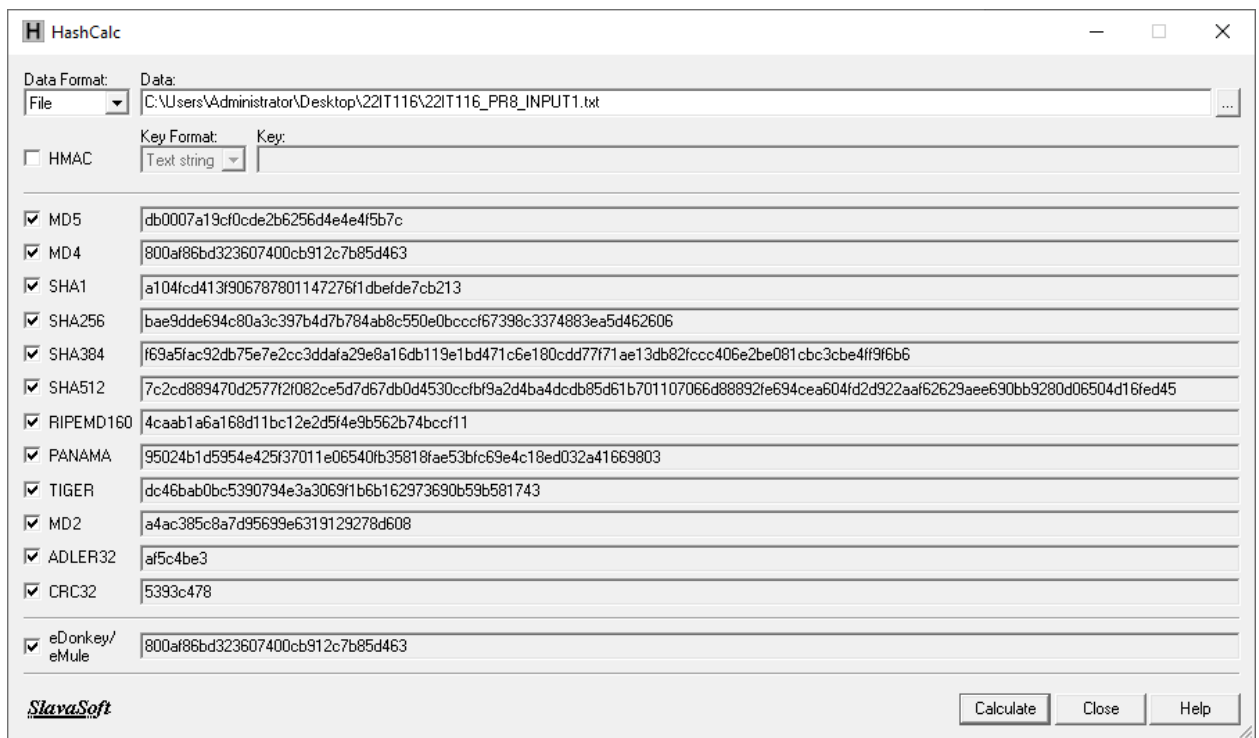 H HashCalc
Data Format: Data:
File C:\Users\Administrator\Desktop\22IT116\22IT116_PR8_INPUT1.txt ...
Key Format: Key:
HMAC Text string
MD5 db0007a19cf0cde2b6256d4e4e4f5b7c
MD4 800af86bd323607400cb912c7b85d463
SHA1 a104fcd413f906787801147276f1dbefde7cb213
SHA256 bae9dde694c80a3c397b4d7b784ab8c550e0bcccf67398c3374883ea5d462606
SHA384 f69a5fac92db75e7e2cc3ddafa29e8a16db119e1bd471c6e180cdd77f71ae13db82fccc406e2be081cbc3cbe4ff9f6b6
SHA512 7c2cd889470d2577f2f082ce5d7d67db0d4530ccfbf9a2d4ba4dcdb85d61b701107066d88892fe694cea604fd2d922aaf62629aee690bb9280d06504d16fed45
RIPEMD160 4caab1a6a168d11bc12e2d5f4e9b562b74bccf11
PANAMA 95024b1d5954e425f37011e06540fb35818fae53bfc69e4c18ed032a41669803
TIGER dc46bab0bc5390794e3a3069f1b6b162973690b59b581743
MD2 a4ac385c8a7d95699e6319129278d608
ADLER32 af5c4be3
CRC32 5393c478
eDonkey/
eMule 800af86bd323607400cb912c7b85d463
SlavaSoft Calculate Close Help